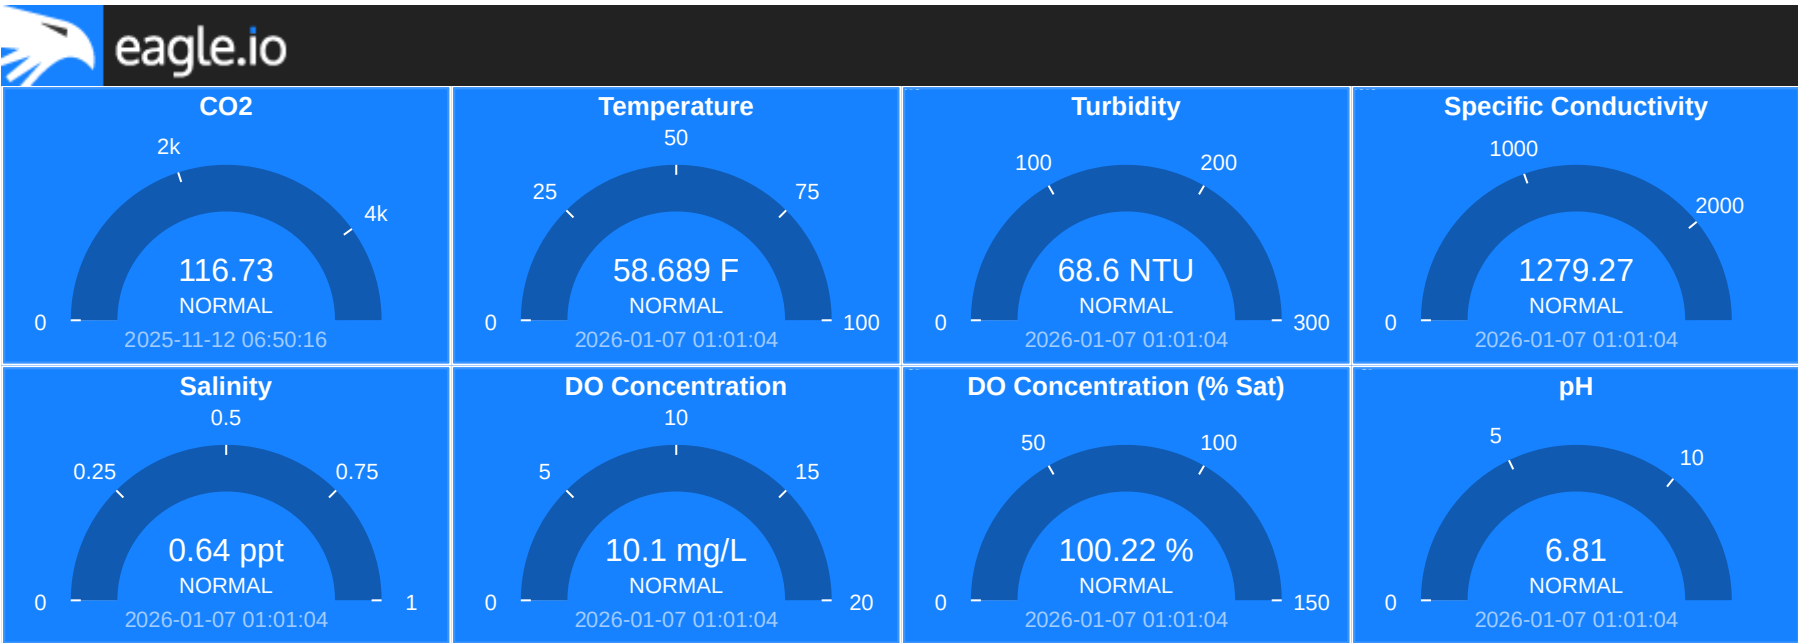 eagle.io
CO2
2k
4k
0
116.73
NORMAL
2025-11-12 06:50:16
Temperature
50
25
75
0
100
58.689 F
NORMAL
2026-01-07 01:01:04
Turbidity
100
200
0
300
68.6 NTU
NORMAL
2026-01-07 01:01:04
Specific Conductivity
1000
2000
0
1279.27
NORMAL
2026-01-07 01:01:04
Salinity
0.5
0.25
0.75
0
1
0.64 ppt
NORMAL
2026-01-07 01:01:04
DO Concentration
10
5
15
0
20
10.1 mg/L
NORMAL
2026-01-07 01:01:04
DO Concentration (% Sat)
50
100
0
150
100.22 %
NORMAL
2026-01-07 01:01:04
pH
5
10
0
6.81
NORMAL
2026-01-07 01:01:04